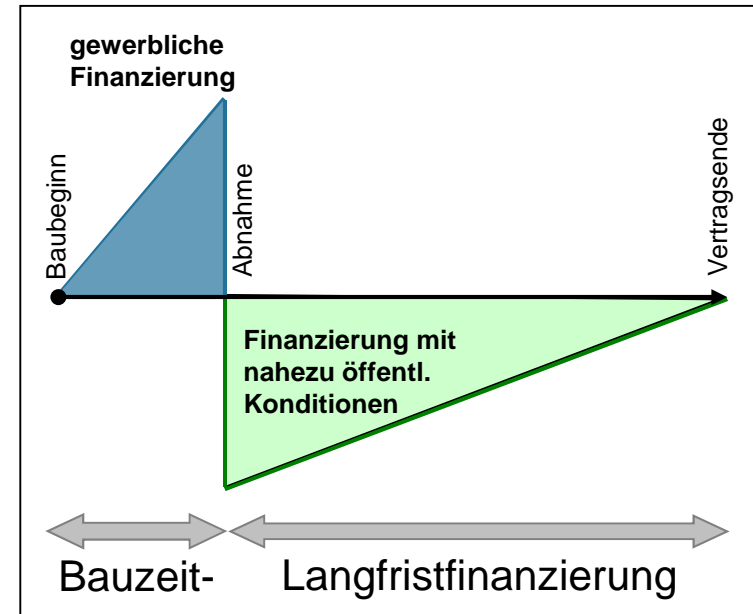 gewerbliche
Finanzierung
Baubeginn
Abnahme
Vertragsende
Finanzierung mit
nahezu öffentl.
Konditionen
Bauzeit- Langfristfinanzierung